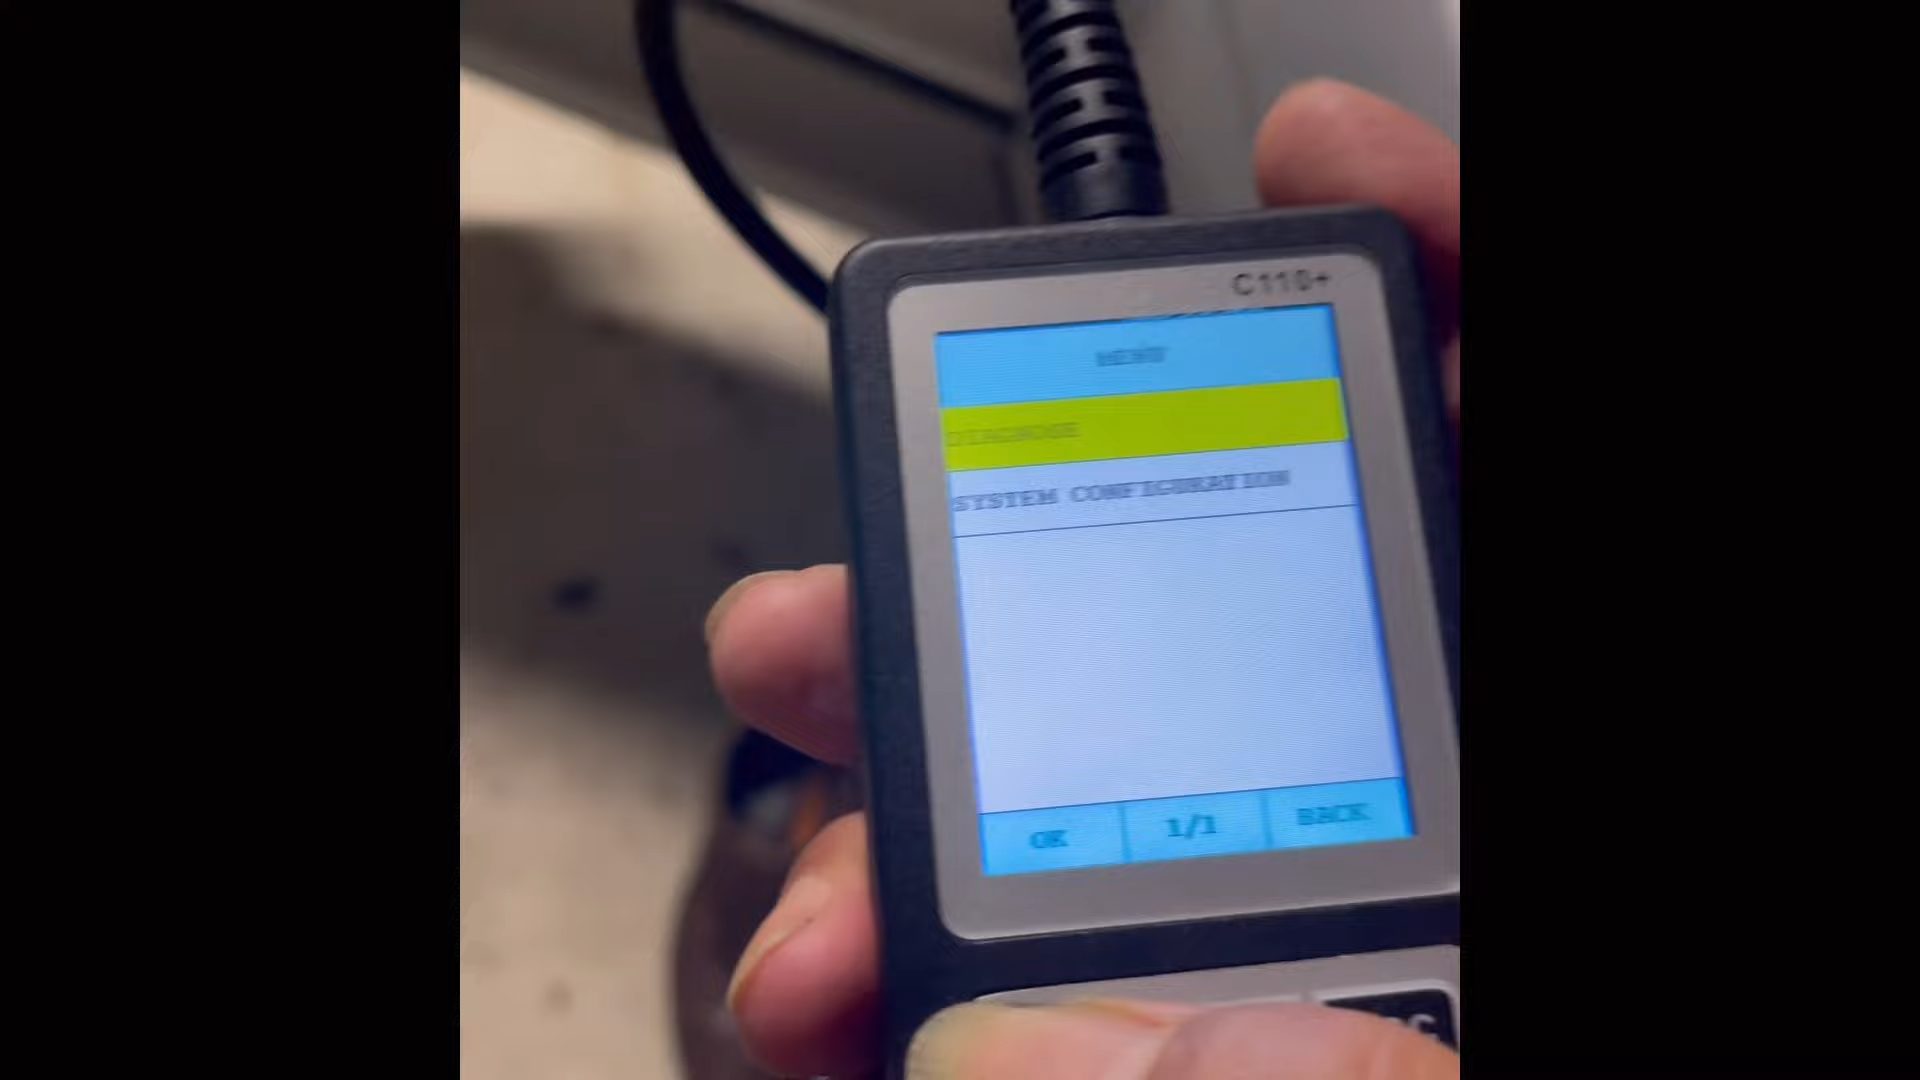 C110+
MENU
DIAGNOSE
SYSTEM CONFIGURATION
OK 1/1 BACK